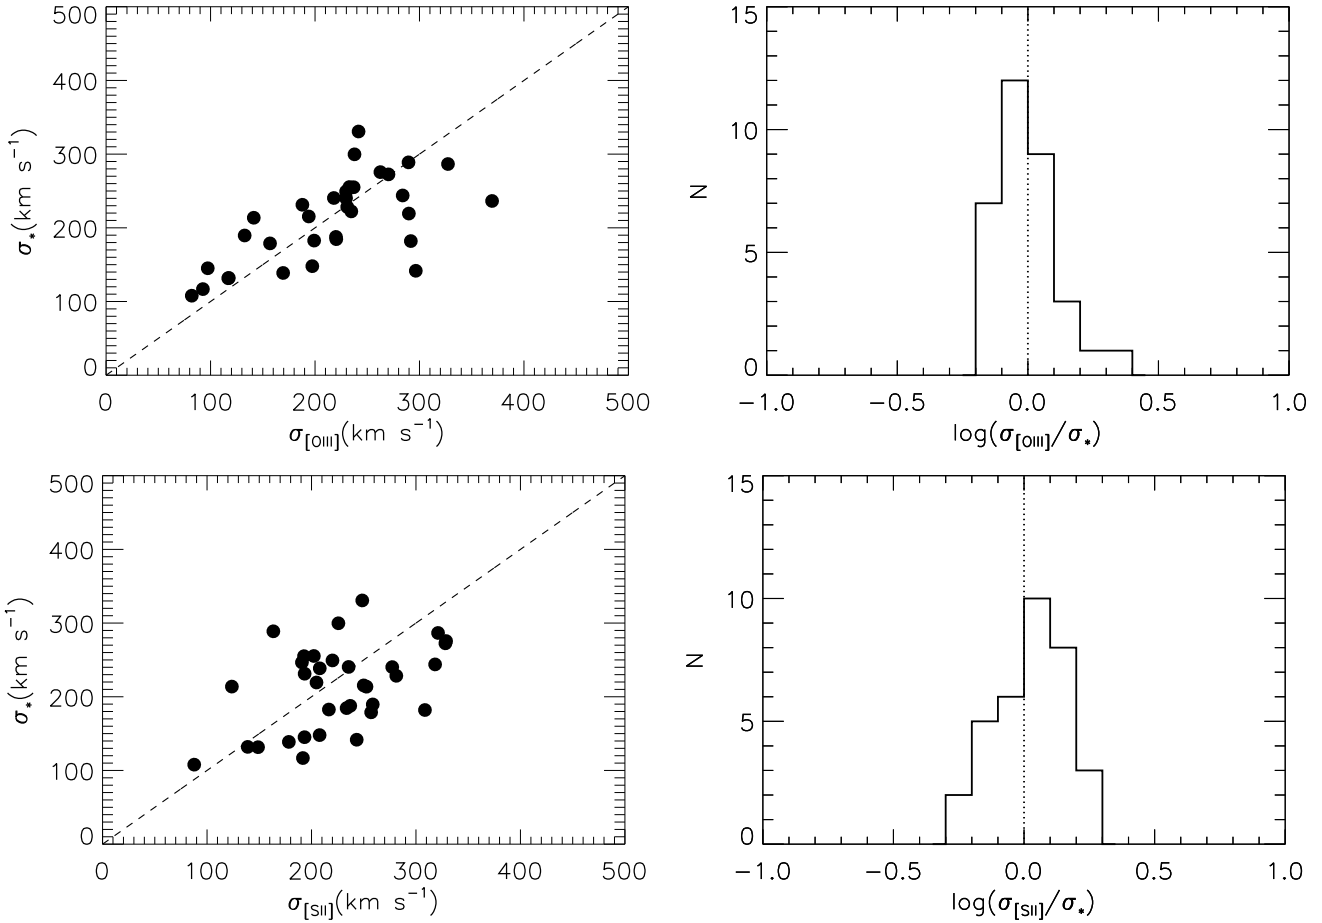 500
400
300
200
100
0
σ*(km s−1)
0 100 200 300 400 500
σ[OIII](km s−1)
15
10
5
0
N
−1.0 −0.5 0.0 0.5 1.0
log(σ[OIII]/σ*)
500
400
300
200
100
0
σ*(km s−1)
0 100 200 300 400 500
σ[SII](km s−1)
15
10
5
0
N
−1.0 −0.5 0.0 0.5 1.0
log(σ[SII]/σ*)